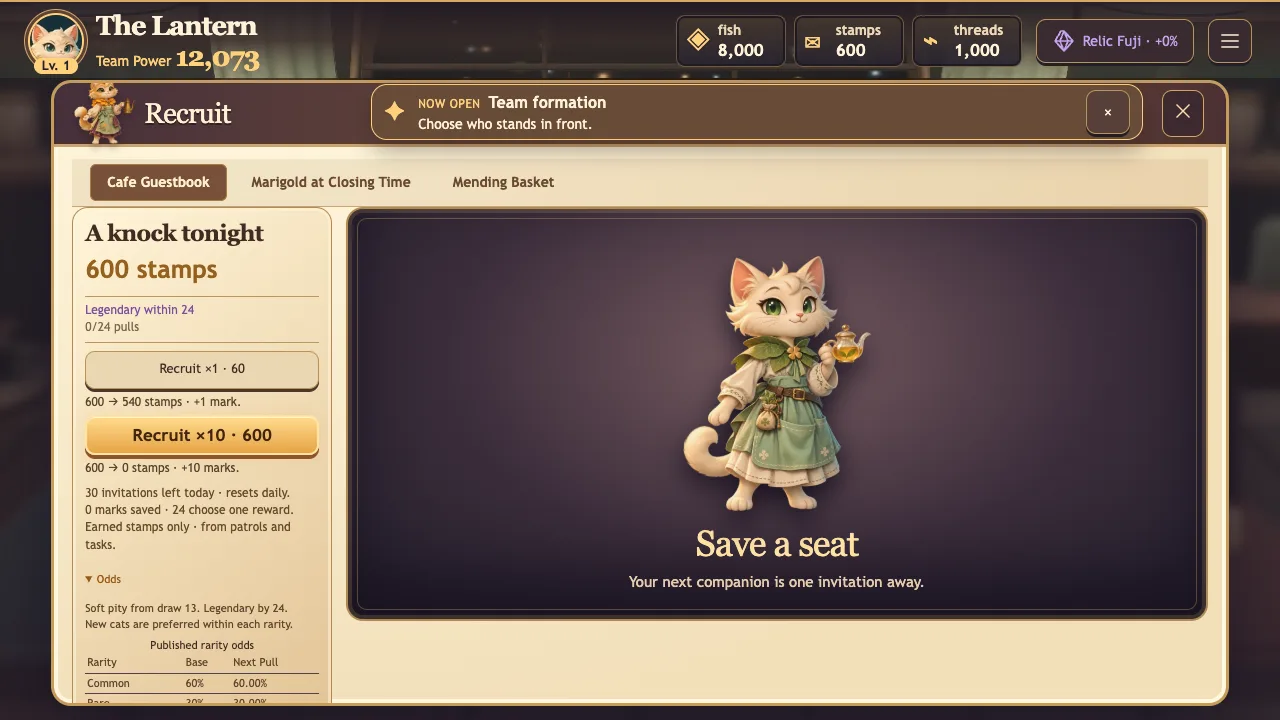 The Lantern
Lv. 1
Team Power 12,073
fish
8,000
stamps
600
threads
1,000
Relic Fuji · +0%
Recruit
NOW OPEN Team formation
Choose who stands in front.
×
Cafe Guestbook
Marigold at Closing Time
Mending Basket
A knock tonight
600 stamps
Legendary within 24
0/24 pulls
Recruit ×1 · 60
600 → 540 stamps · +1 mark.
Recruit ×10 · 600
600 → 0 stamps · +10 marks.
30 invitations left today · resets daily.
0 marks saved · 24 choose one reward.
Earned stamps only · from patrols and
tasks.
▼ Odds
Soft pity from draw 13. Legendary by 24.
New cats are preferred within each rarity.
Published rarity odds
Rarity Base Next Pull
Common 60% 60.00%
Rare 30% 30.00%
Save a seat
Your next companion is one invitation away.